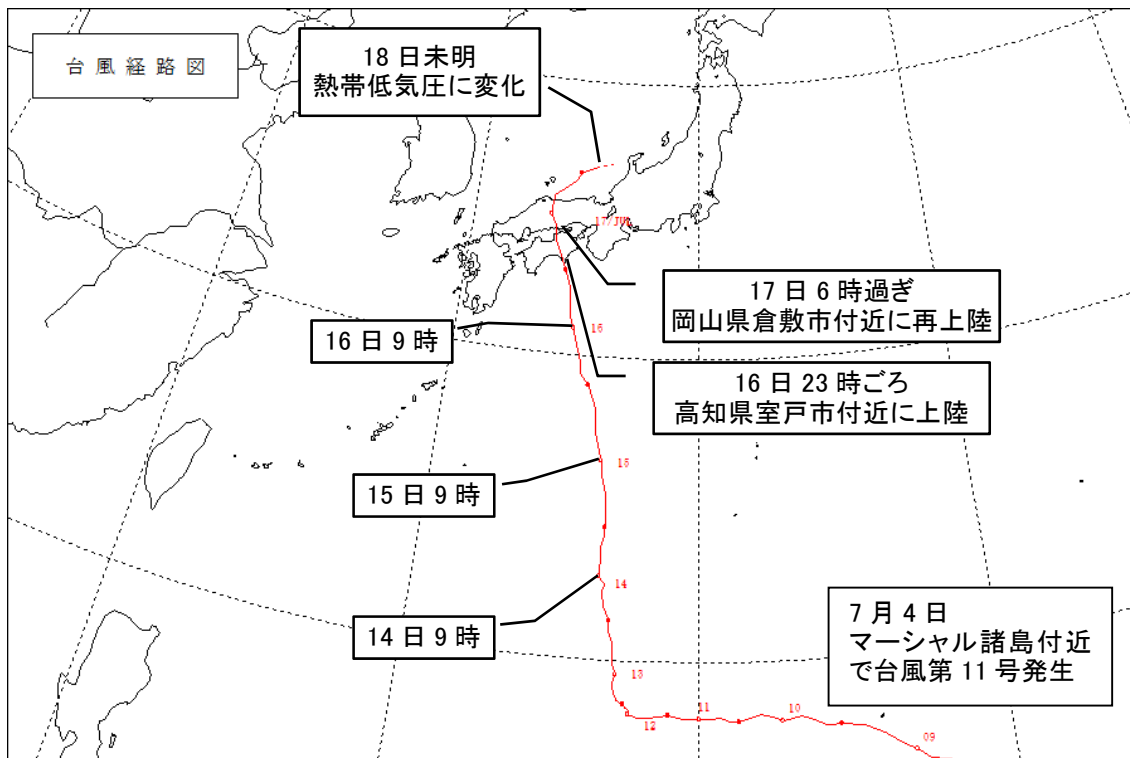 台風経路図
18日未明
熱帯低気圧に変化
17/JUL
17日6時過ぎ
岡山県倉敷市付近に再上陸
16日9時
16
16日23時ごろ
高知県室戸市付近に上陸
15日9時
15
14日9時
14
7月4日
マーシャル諸島付近
で台風第11号発生
13
12
11
10
09